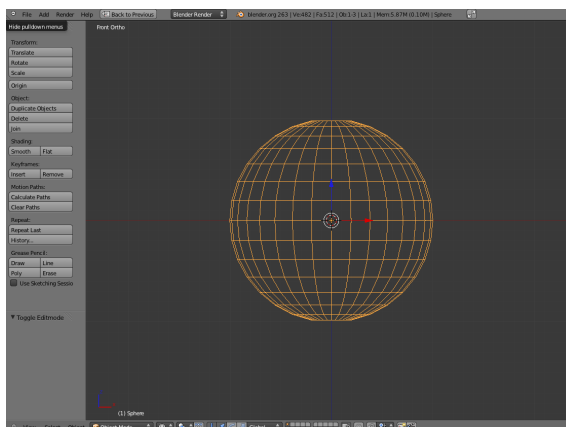 File Add Render Help Back to Previous Blender Render blender.org 263 | Ve:482 | Fa:512 | Ob:1-3 | La:1 | Mem:5.87M (0.10M) | Sphere
Hide pulldown menus
Front Ortho
Transform:
Translate
Rotate
Scale
Origin
Object:
Duplicate Objects
Delete
Join
Shading:
Smooth Flat
Keyframes:
Insert Remove
Motion Paths:
Calculate Paths
Clear Paths
Repeat:
Repeat Last
History...
Grease Pencil:
Draw Line
Poly Erase
Use Sketching Sessio
Toggle Editmode
(1) Sphere
View Select Object Object Mode Global